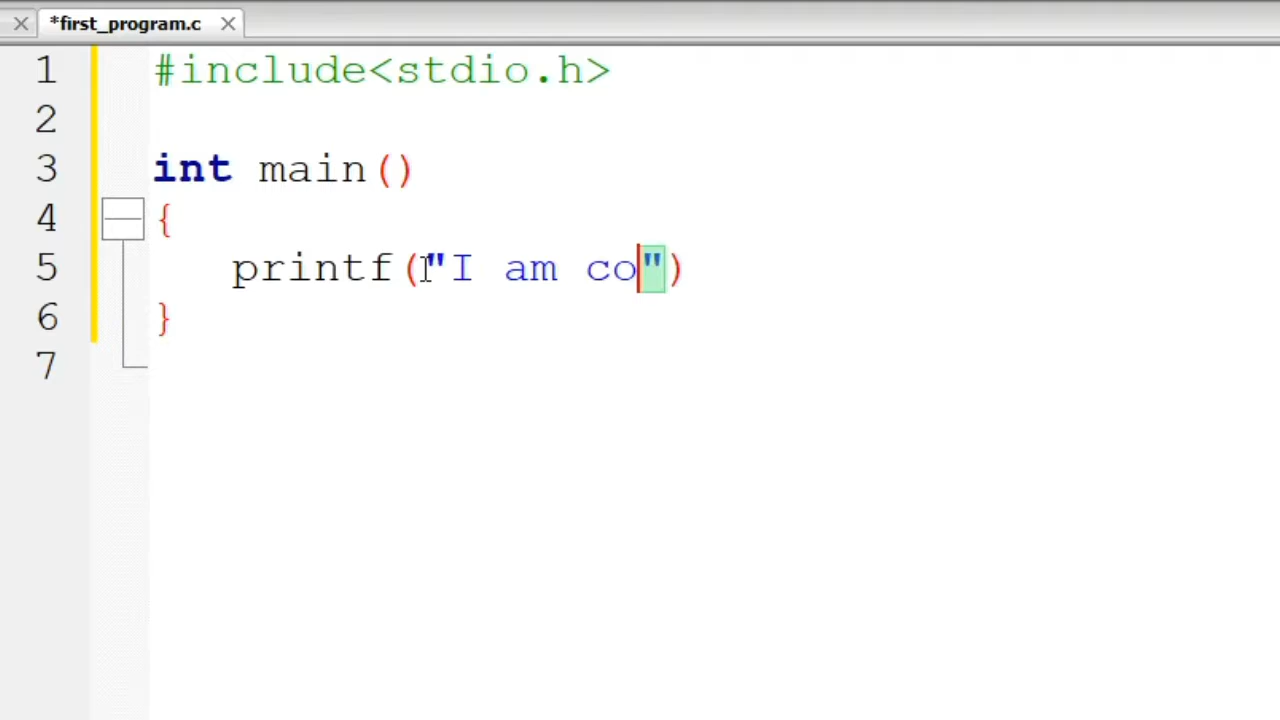 *first_program.c
1 #include<stdio.h>
2
3 int main()
4 {
5 printf("I am co")
6 }
7